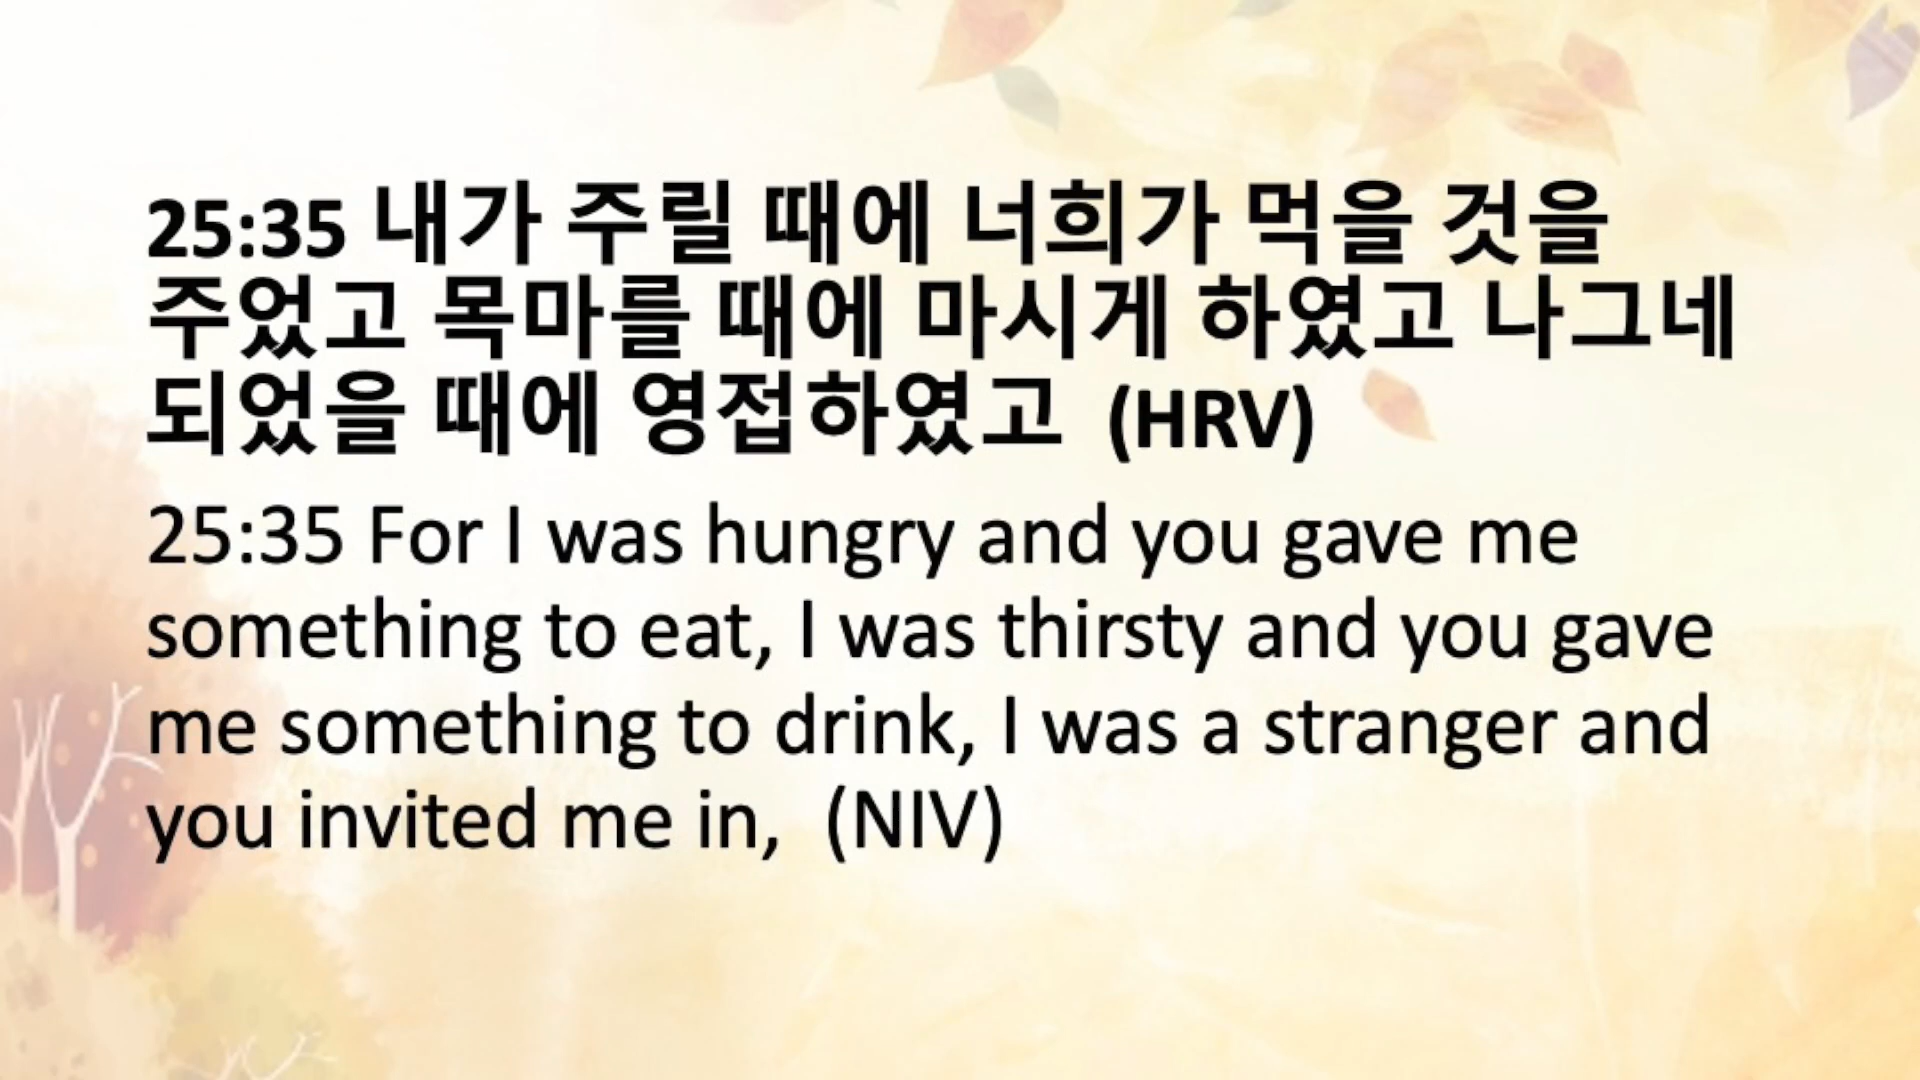 25:35 내가 주릴 때에 너희가 먹을 것을
주었고 목마를 때에 마시게 하였고 나그네
되었을 때에 영접하였고 (HRV)
25:35 For I was hungry and you gave me
something to eat, I was thirsty and you gave
me something to drink, I was a stranger and
you invited me in, (NIV)